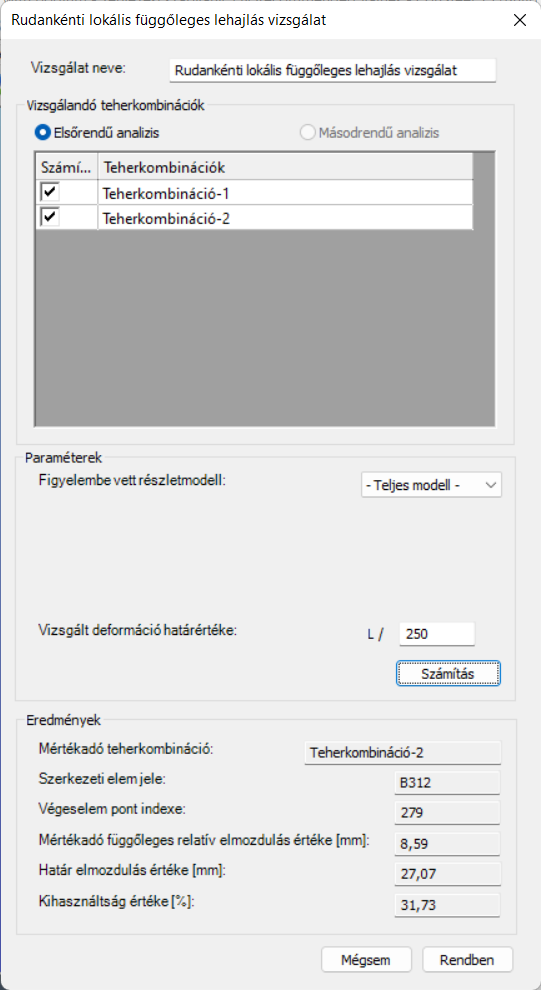 Rudankénti lokális függőleges lehajlás vizsgálat
Vizsgálat neve: Rudankénti lokális függőleges lehajlás vizsgálat
Vizsgálandó teherkombinációk
Elsőrendű analizis Másodrendű analizis
Számí... Teherkombinációk
Teherkombináció-1
Teherkombináció-2
Paraméterek
Figyelembe vett részletmodell: - Teljes modell -
Vizsgált deformáció határértéke: L / 250
Számítás
Eredmények
Mértékadó teherkombináció: Teherkombináció-2
Szerkezeti elem jele: B312
Végeselem pont indexe: 279
Mértékadó függőleges relatív elmozdulás értéke [mm]: 8,59
Határ elmozdulás értéke [mm]: 27,07
Kihasználtság értéke [%]: 31,73
Mégsem Rendben